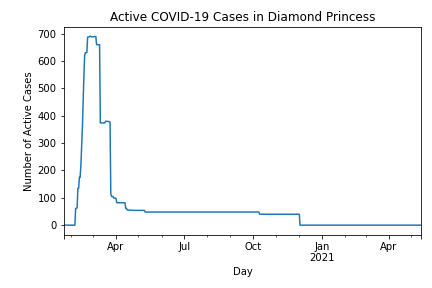 Active COVID-19 Cases in Diamond Princess
Number of Active Cases
700
600
500
400
300
200
100
0
Apr Jul Oct Jan Apr
2021
Day